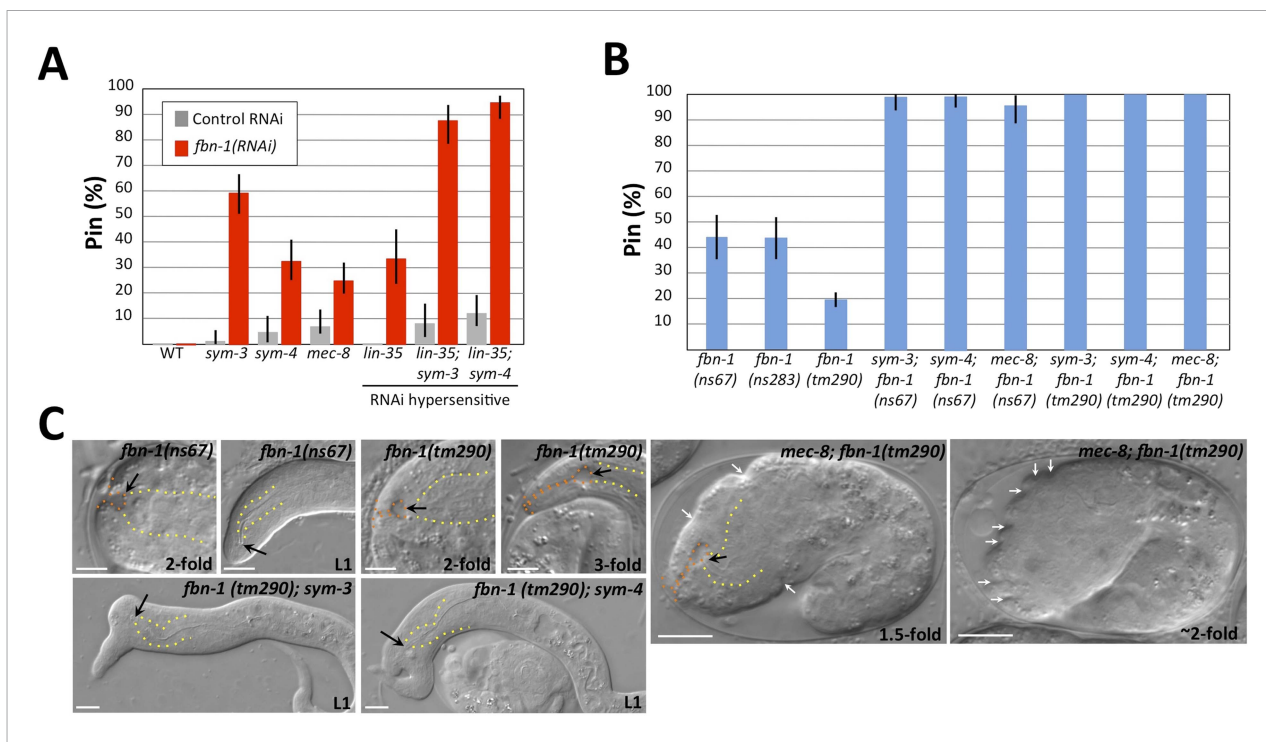 A
Pin (%)
100
90
80
70
60
50
40
30
20
10
Control RNAi
fbn-1(RNAi)
WT sym-3 sym-4 mec-8 lin-35 lin-35; lin-35;
sym-3 sym-4
RNAi hypersensitive
B
Pin (%)
100
90
80
70
60
50
40
30
20
10
fbn-1 fbn-1 fbn-1 sym-3; sym-4; mec-8; sym-3; sym-4; mec-8;
(ns67) (ns283) (tm290) fbn-1 fbn-1 fbn-1 fbn-1 fbn-1 fbn-1
(ns67) (ns67) (ns67) (tm290) (tm290) (tm290)
C
fbn-1(ns67)
2-fold
fbn-1(ns67)
L1
fbn-1(tm290)
2-fold
fbn-1(tm290)
3-fold
mec-8; fbn-1(tm290)
1.5-fold
mec-8; fbn-1(tm290)
~2-fold
fbn-1 (tm290); sym-3
L1
fbn-1 (tm290); sym-4
L1